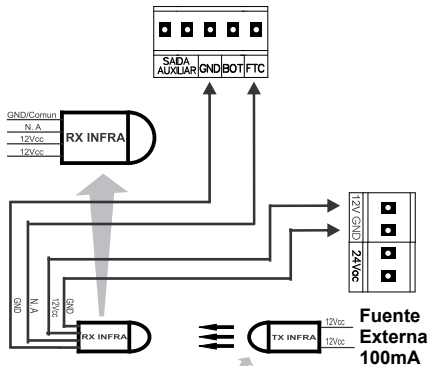 SAIDA
AUXILIAR GND BOT FTC
GND/Comun
N. A
12Vcc
12Vcc
RX INFRA
12V GND
24Vac
GND
N. A
12Vcc
GND
RX INFRA
TX INFRA
12Vcc
12Vcc
Fuente
Externa
100mA